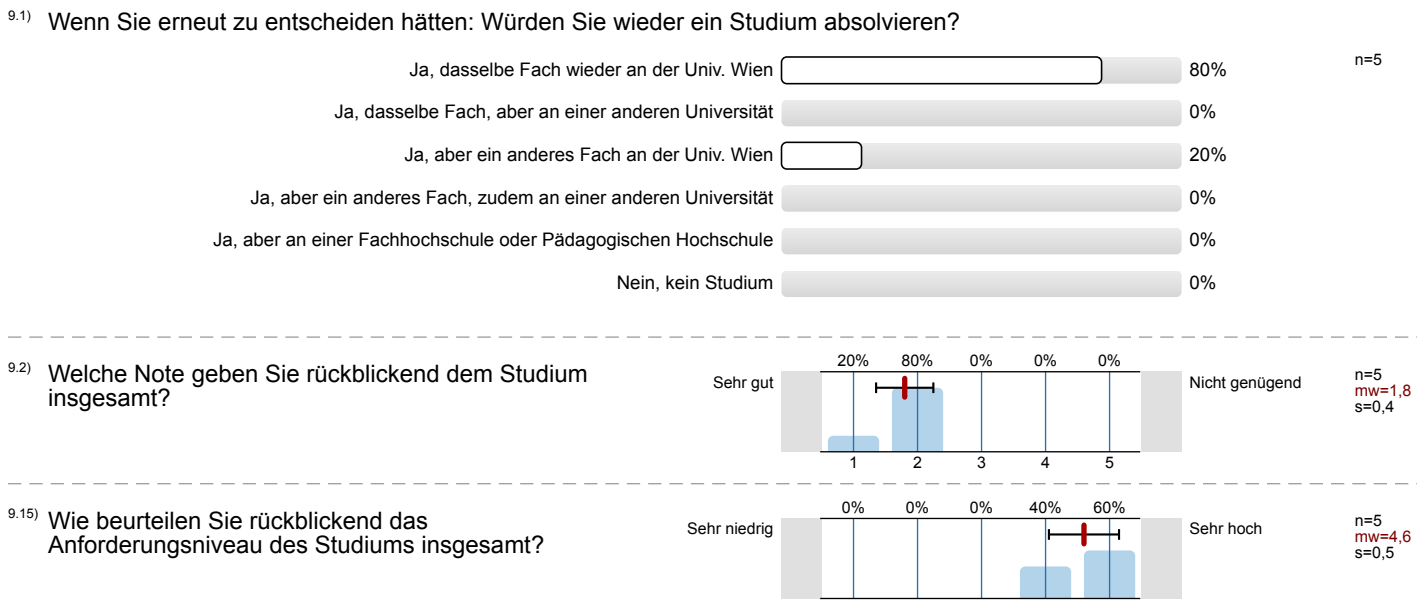 9.1) Wenn Sie erneut zu entscheiden hätten: Würden Sie wieder ein Studium absolvieren?
Ja, dasselbe Fach wieder an der Univ. Wien 80% n=5
Ja, dasselbe Fach, aber an einer anderen Universität 0%
Ja, aber ein anderes Fach an der Univ. Wien 20%
Ja, aber ein anderes Fach, zudem an einer anderen Universität 0%
Ja, aber an einer Fachhochschule oder Pädagogischen Hochschule 0%
Nein, kein Studium 0%
9.2) Welche Note geben Sie rückblickend dem Studium
insgesamt?
20% 80% 0% 0% 0%
Sehr gut Nicht genügend
1 2 3 4 5
n=5
mw=1,8
s=0,4
9.15) Wie beurteilen Sie rückblickend das
Anforderungsniveau des Studiums insgesamt?
0% 0% 0% 40% 60%
Sehr niedrig Sehr hoch
n=5
mw=4,6
s=0,5